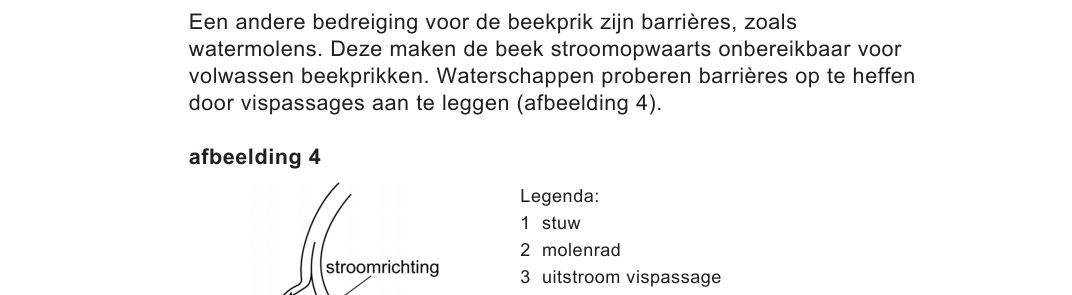 Een andere bedreiging voor de beekprik zijn barrières, zoals
watermolens. Deze maken de beek stroomopwaarts onbereikbaar voor
volwassen beekprikken. Waterschappen proberen barrières op te heffen
door vispassages aan te leggen (afbeelding 4).
afbeelding 4
stroomrichting
Legenda:
1 stuw
2 molenrad
3 uitstroom vispassage